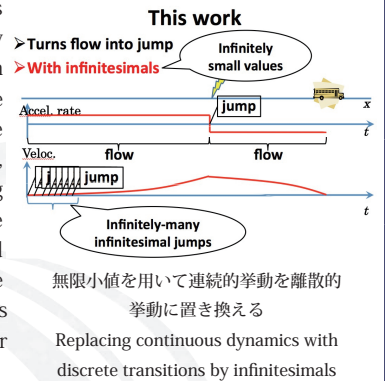 This work
➢Turns flow into jump
➢With infinitesimals
Infinitely
small values
x
Accel. rate
jump
t
flow
flow
Veloc.
jump
t
Infinitely-many
infinitesimal jumps
無限小値を用いて連続的挙動を離散的
挙動に置き換える
Replacing continuous dynamics with
discrete transitions by infinitesimals